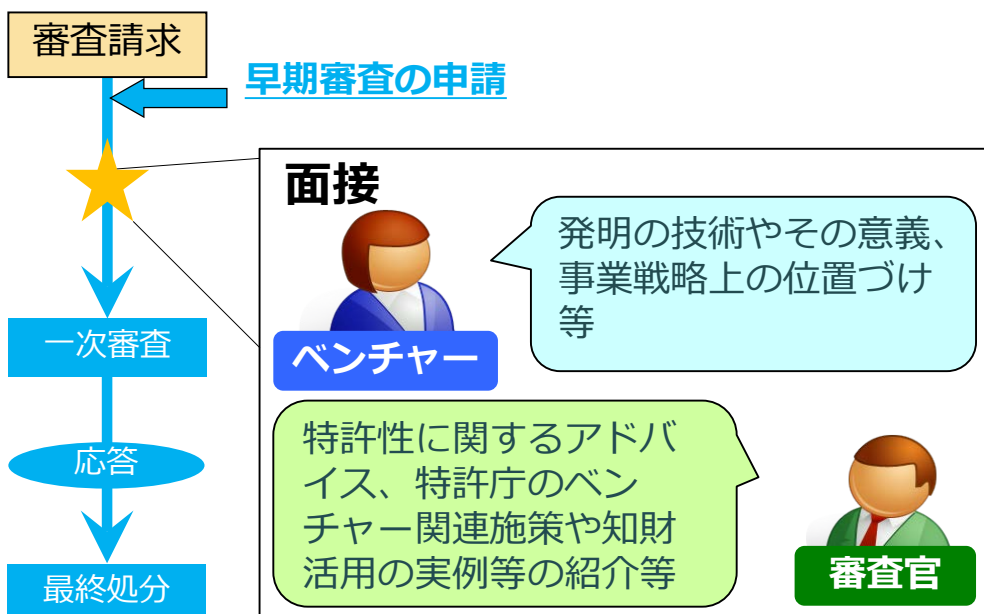 審査請求
早期審査の申請
面接
発明の技術やその意義、
事業戦略上の位置づけ
等
ベンチャー
一次審査
特許性に関するアドバ
イス、特許庁のベン
チャー関連施策や知財
活用の実例等の紹介等
応答
審査官
最終処分